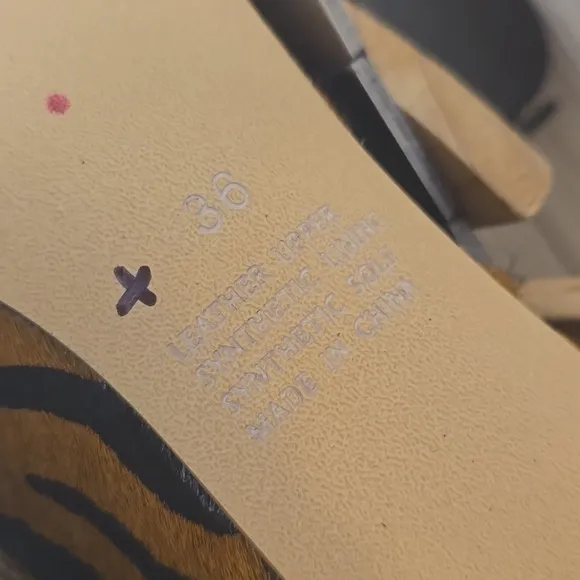 36
LEATHER UPPER
SYNTHETIC LINING
SYNTHETIC SOLE
MADE IN CHINA